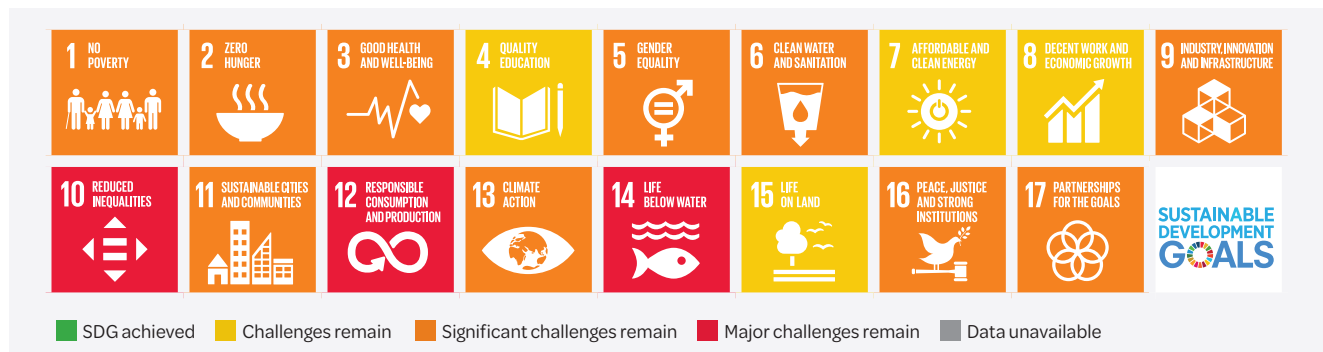 1 NO
POVERTY
2 ZERO
HUNGER
3 GOOD HEALTH
AND WELL-BEING
4 QUALITY
EDUCATION
5 GENDER
EQUALITY
6 CLEAN WATER
AND SANITATION
7 AFFORDABLE AND
CLEAN ENERGY
8 DECENT WORK AND
ECONOMIC GROWTH
9 INDUSTRY, INNOVATION
AND INFRASTRUCTURE
10 REDUCED
INEQUALITIES
11 SUSTAINABLE CITIES
AND COMMUNITIES
12 RESPONSIBLE
CONSUMPTION
AND PRODUCTION
13 CLIMATE
ACTION
14 LIFE
BELOW WATER
15 LIFE
ON LAND
16 PEACE, JUSTICE
AND STRONG
INSTITUTIONS
17 PARTNERSHIPS
FOR THE GOALS
SUSTAINABLE
DEVELOPMENT
GOALS
SDG achieved Challenges remain Significant challenges remain Major challenges remain Data unavailable